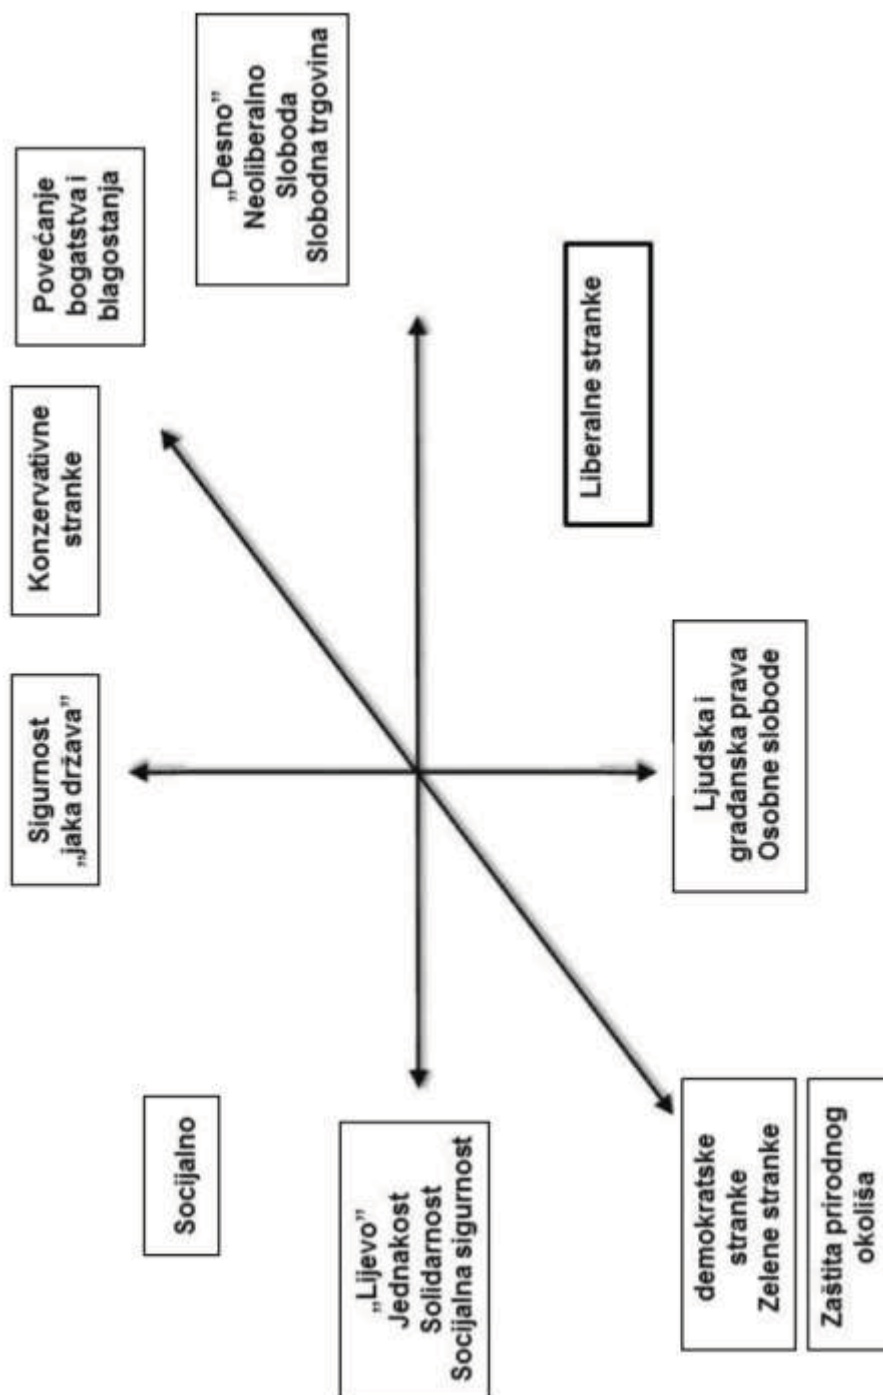 Sigurnost
„jaka država”
Konzervativne
stranke
Povećanje
bogatstva i
blagostanja
Socijalno
„Desno”
Neoliberalno
Sloboda
Slobodna trgovina
„Lijevo”
Jednakost
Solidarnost
Socijalna sigurnost
Liberalne stranke
demokratske
stranke
Zelene stranke
Ljudska i
građanska prava
Osobne slobode
Zaštita prirodnog
okoliša